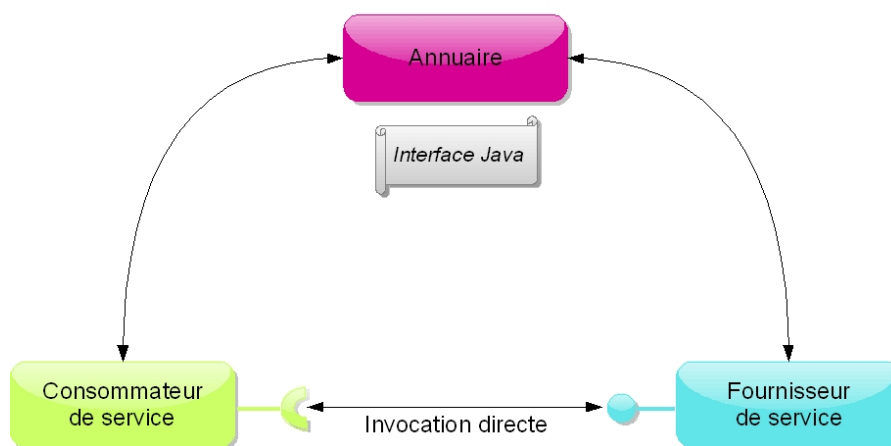 Annuaire
Interface Java
Consommateur
de service
Invocation directe
Fournisseur
de service